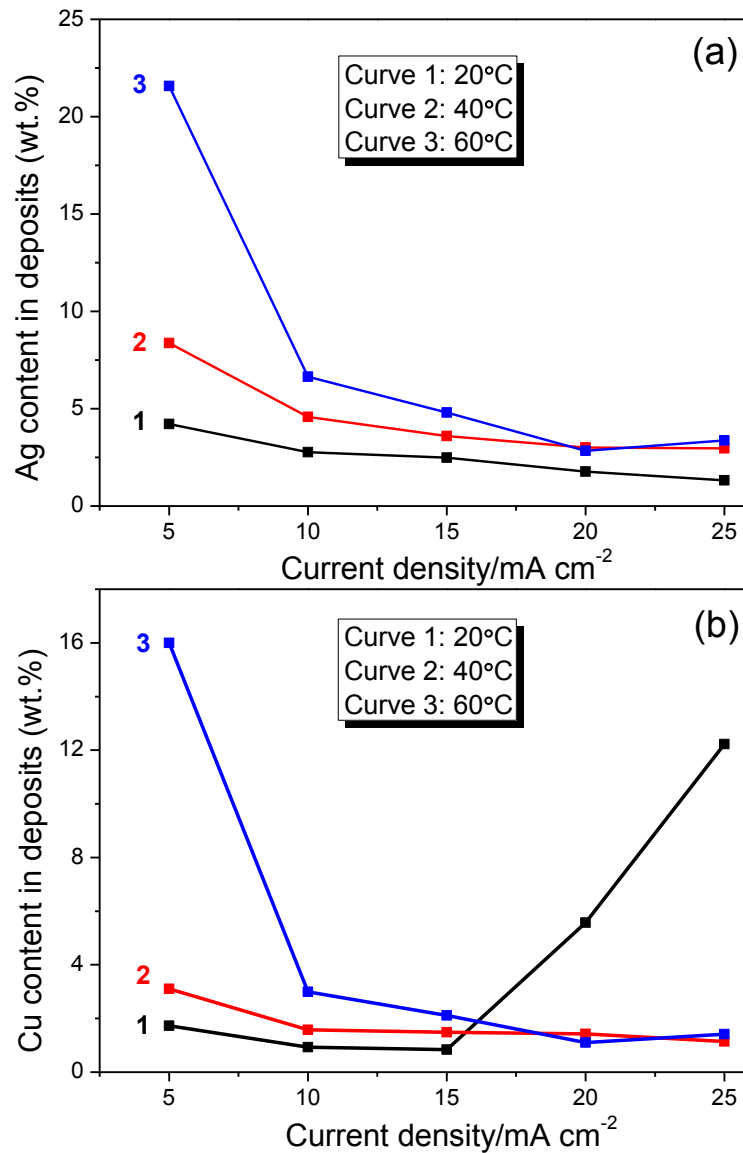 (a)
Curve 1: 20°C
Curve 2: 40°C
Curve 3: 60°C
25
20
15
10
5
0
3
2
1
Ag content in deposits (wt.%)
5 10 15 20 25
Current density/mA cm⁻²
(b)
Curve 1: 20°C
Curve 2: 40°C
Curve 3: 60°C
16
12
8
4
0
3
2
1
Cu content in deposits (wt.%)
5 10 15 20 25
Current density/mA cm⁻²